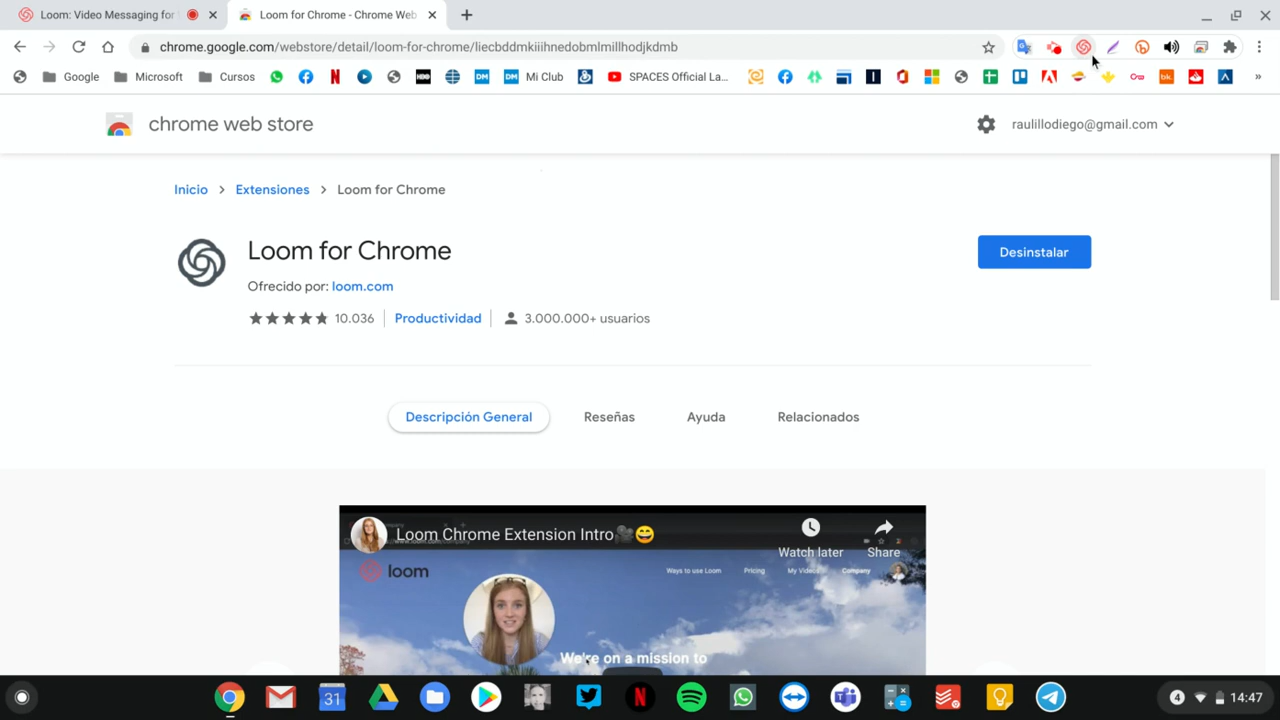 Loom: Video Messaging for
Loom for Chrome - Chrome Web
chrome.google.com/webstore/detail/loom-for-chrome/liecbddmkiiihnedobmlmillhodjkdmb
Google
Microsoft
Cursos
HBO
DM
DM Mi Club
SPACES Official La...
bk.
»
chrome web store
raulillodiego@gmail.com
Inicio > Extensiones > Loom for Chrome
Loom for Chrome
Desinstalar
Ofrecido por: loom.com
10.036
Productividad
3.000.000+ usuarios
Descripción General
Reseñas
Ayuda
Relacionados
Loom Chrome Extension Intro🎥😄
Watch later
Share
loom
Ways to use Loom
Pricing
My Videos
Company
We're on a mission to
31
4
14:47